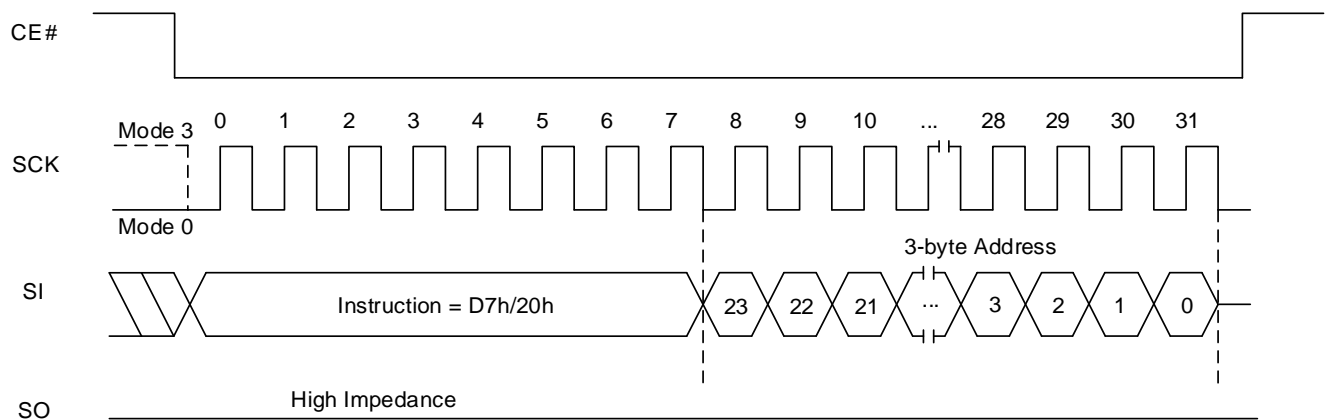 CE#
0 1 2 3 4 5 6 7 8 9 10 ... 28 29 30 31
Mode 3
SCK
Mode 0
3-byte Address
SI
Instruction = D7h/20h 23 22 21 ... 3 2 1 0
High Impedance
SO